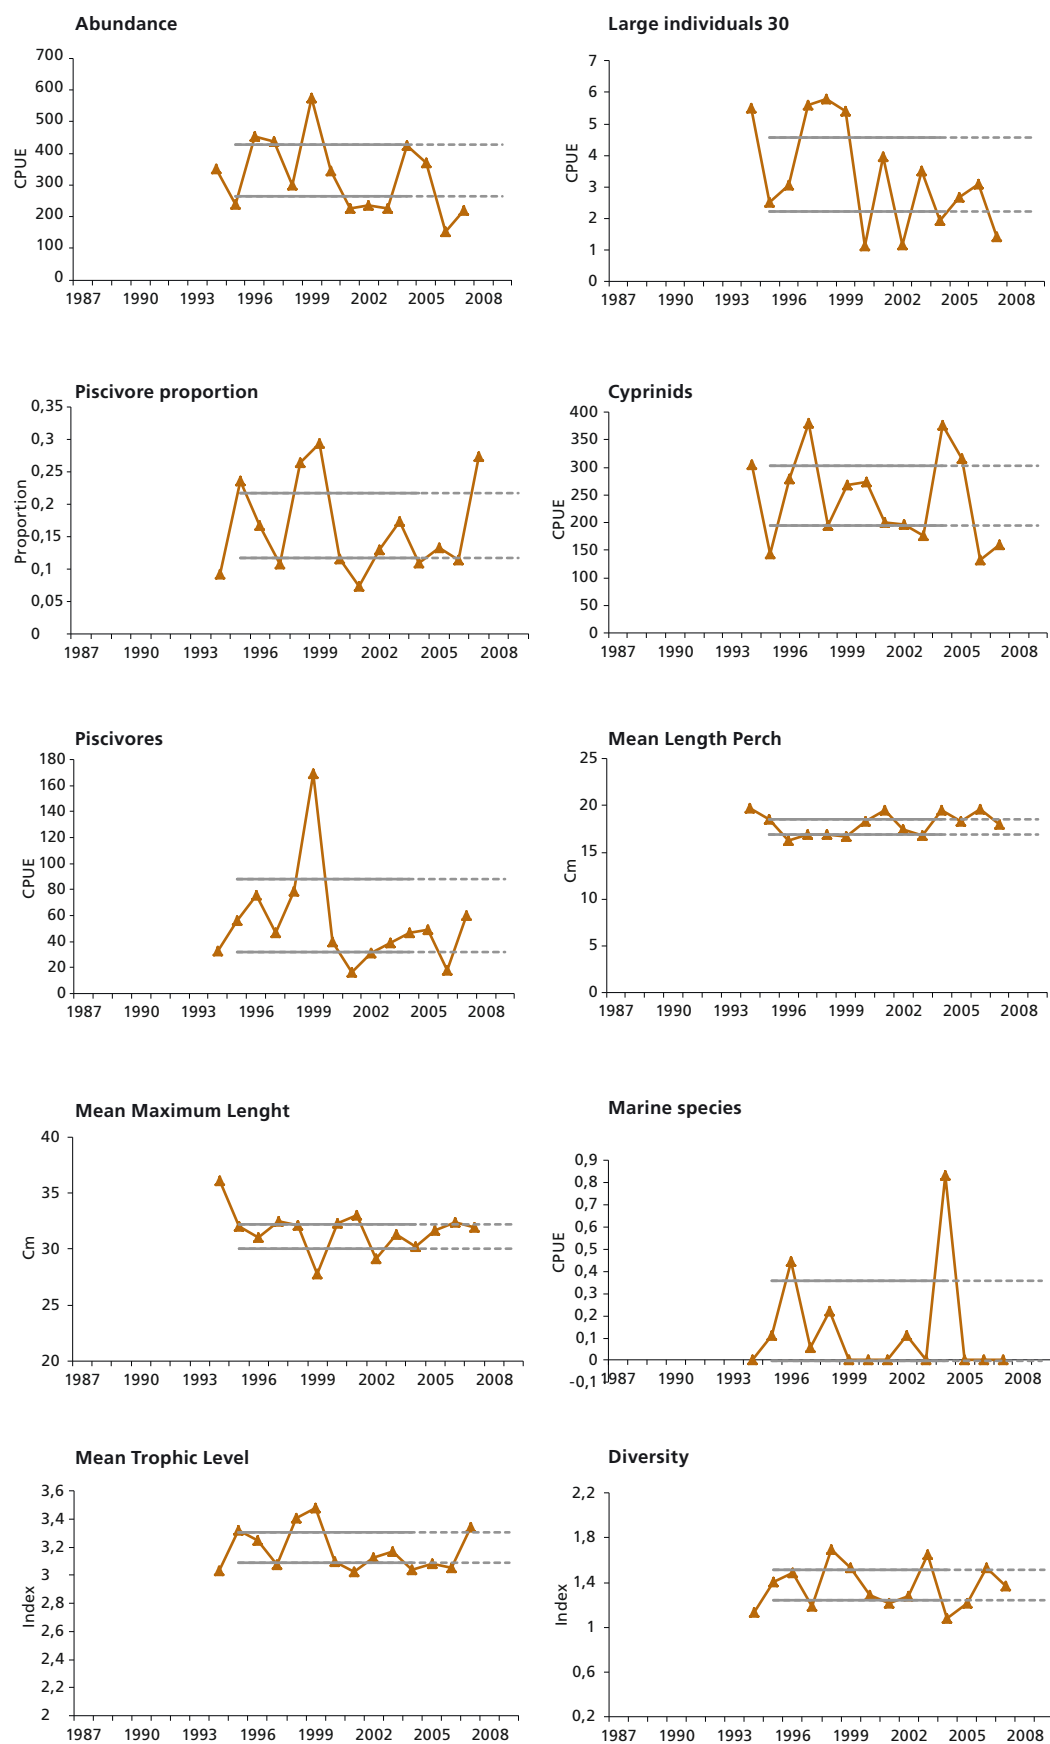 Abundance
700
600
500
400
300
200
100
0
CPUE
1987 1990 1993 1996 1999 2002 2005 2008
Large individuals 30
7
6
5
4
3
2
1
0
CPUE
1987 1990 1993 1996 1999 2002 2005 2008
Piscivore proportion
0,35
0,3
0,25
0,2
0,15
0,1
0,05
0
Proportion
1987 1990 1993 1996 1999 2002 2005 2008
Cyprinids
400
350
300
250
200
150
100
50
0
CPUE
1987 1990 1993 1996 1999 2002 2005 2008
Piscivores
180
160
140
120
100
80
60
40
20
0
CPUE
1987 1990 1993 1996 1999 2002 2005 2008
Mean Length Perch
25
20
15
10
5
0
Cm
1987 1990 1993 1996 1999 2002 2005 2008
Mean Maximum Lenght
40
35
30
25
20
Cm
1987 1990 1993 1996 1999 2002 2005 2008
Marine species
0,9
0,8
0,7
0,6
0,5
0,4
0,3
0,2
0,1
0
-0,1
CPUE
1987 1990 1993 1996 1999 2002 2005 2008
Mean Trophic Level
3,6
3,4
3,2
3
2,8
2,6
2,4
2,2
2
Index
1987 1990 1993 1996 1999 2002 2005 2008
Diversity
2,2
1,8
1,4
1
0,6
0,2
Index
1987 1990 1993 1996 1999 2002 2005 2008